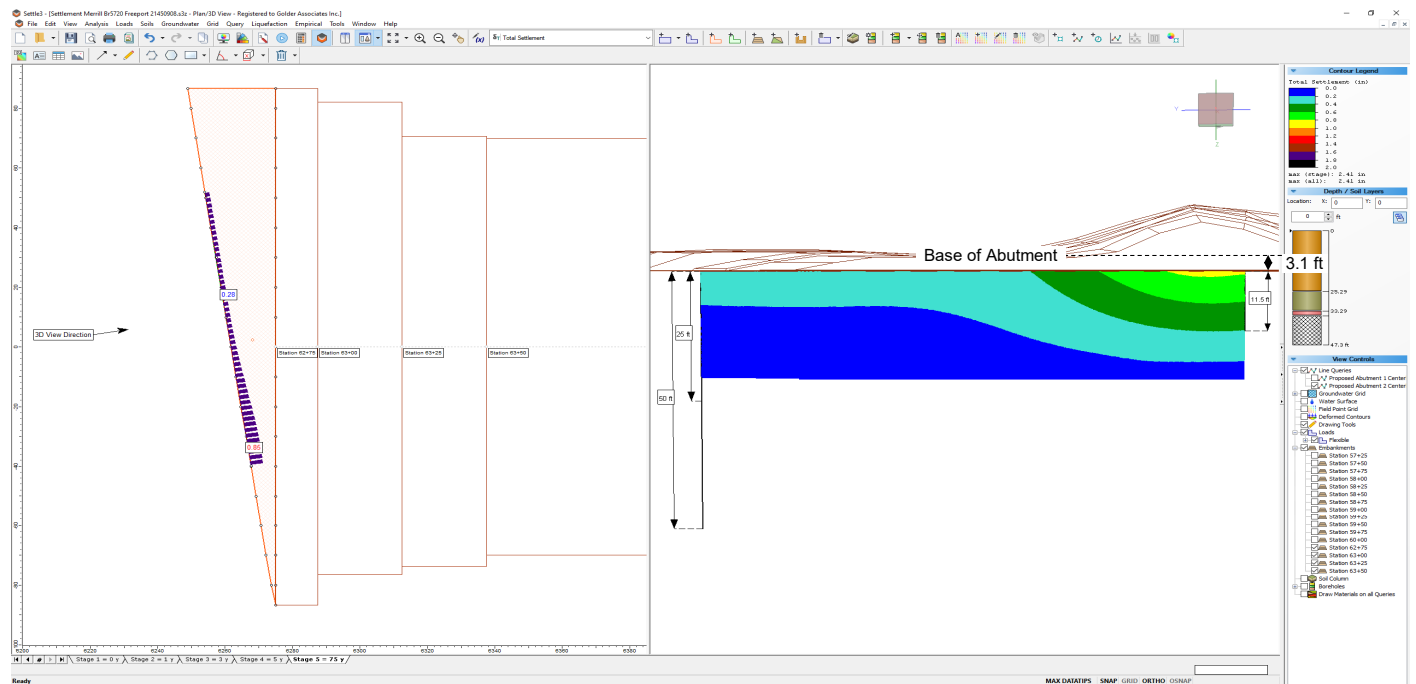 Settle3 - [Settlement Merrill Br5720 Freeport 21450908.s3z - Plan/3D View - Registered to Golder Associates Inc.]
File Edit View Analysis Loads Soils Groundwater Grid Query Liquefaction Empirical Tools Window Help
Total Settlement
80
60
40
20
0
-20
-40
-60
-80
-100
6200 6220 6240 6260 6280 6300 6320 6340 6360 6380
0.28
0.65
3D View Direction
Station 62+75 Station 63+00 Station 63+25 Station 63+50
Y
Z
Base of Abutment
3.1 ft
11.5 ft
25 ft
50 ft
Contour Legend
Total Settlement (in)
0.0
0.2
0.4
0.6
0.8
1.0
1.2
1.4
1.6
1.8
2.0
max (stage): 2.41 in
max (all): 2.41 in
Depth / Soil Layers
Location: X: 0 Y: 0
0 ft
0
25.29
33.29
47.3 ft
View Controls
Line Queries
Proposed Abutment 1 Center
Proposed Abutment 2 Center
Groundwater Grid
Water Surface
Field Point Grid
Deformed Contours
Drawing Tools
Loads
Flexible
Embankments
Station 57+25
Station 57+50
Station 57+75
Station 58+00
Station 58+25
Station 58+50
Station 58+75
Station 59+00
Station 59+25
Station 59+50
Station 59+75
Station 60+00
Station 62+75
Station 63+00
Station 63+25
Station 63+50
Soil Column
Boreholes
Draw Materials on all Queries
Stage 1 = 0 y Stage 2 = 1 y Stage 3 = 3 y Stage 4 = 5 y Stage 5 = 75 y
Ready
MAX DATATIPS SNAP GRID ORTHO OSNAP